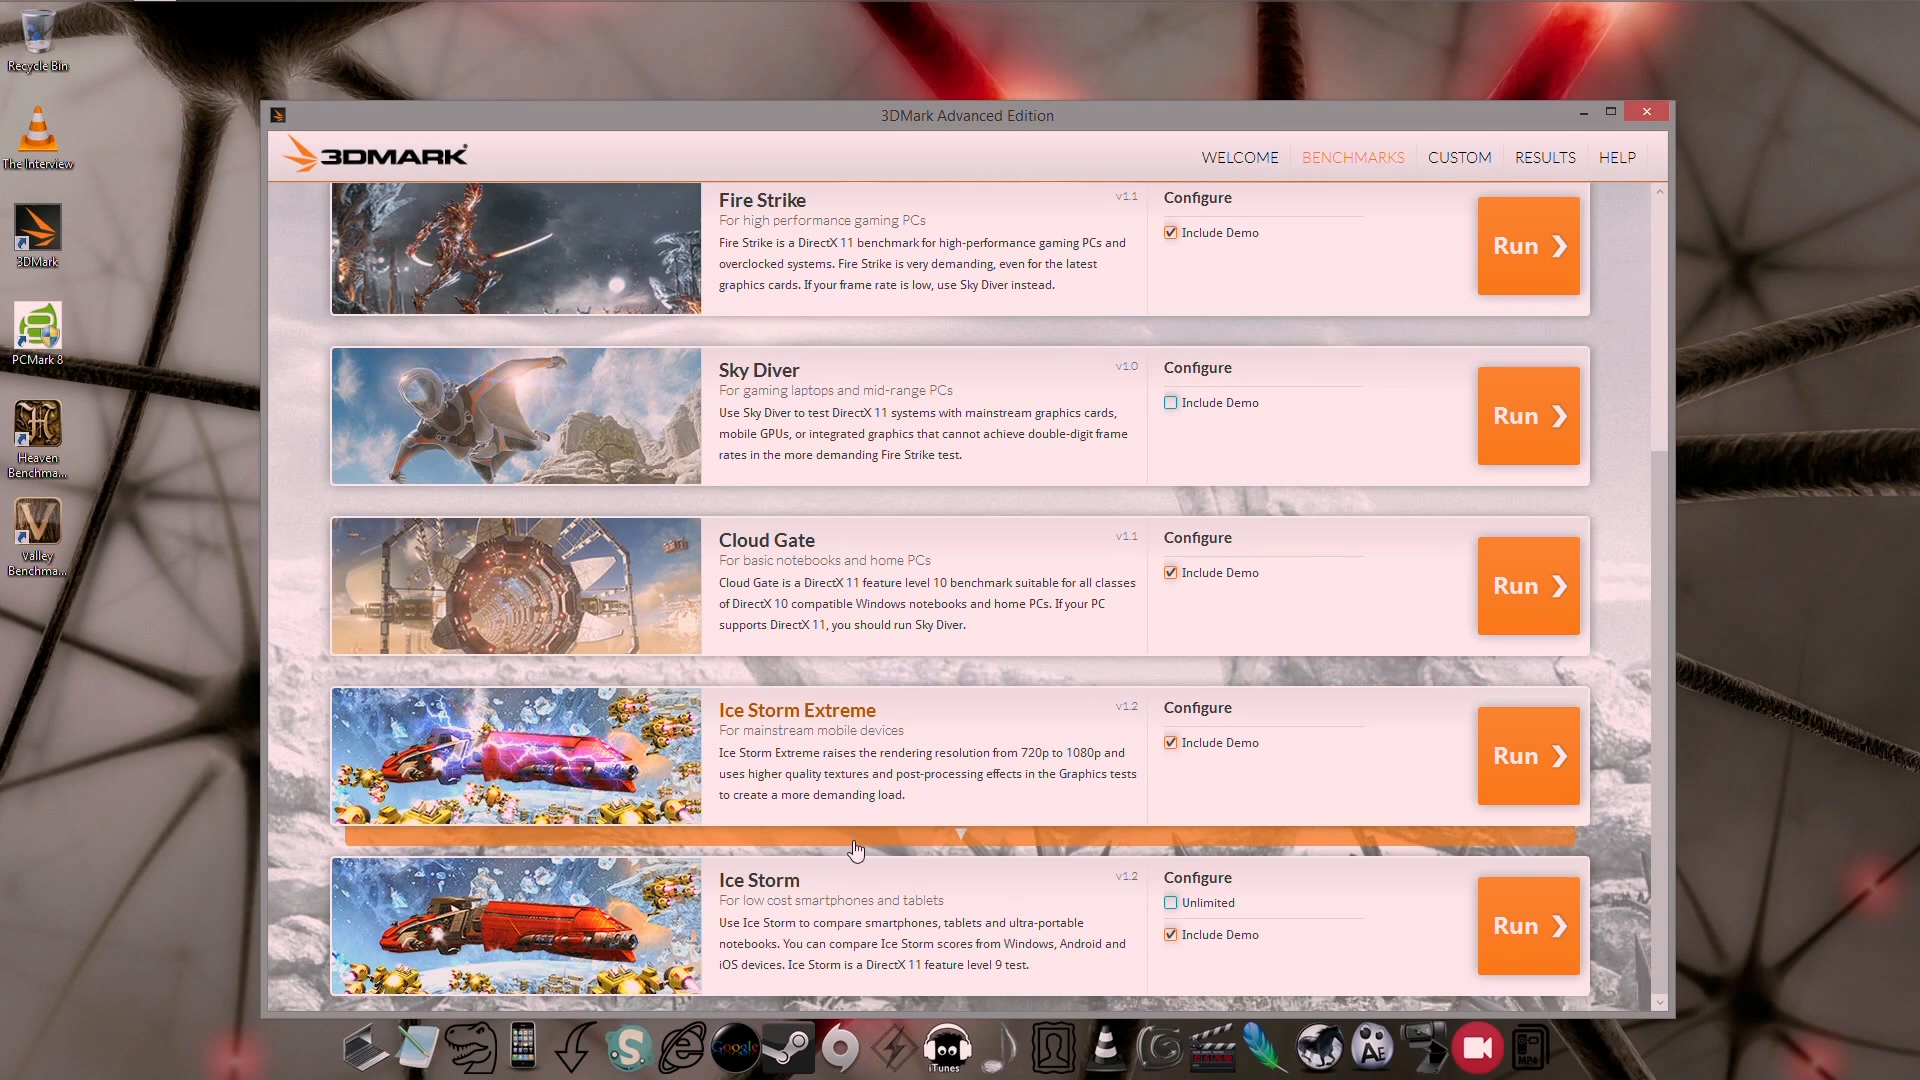 Recycle Bin
The Interview
3DMark
PCMark 8
Heaven
Benchma...
Valley
Benchma...
3DMark Advanced Edition
3DMARK
WELCOME
BENCHMARKS
CUSTOM
RESULTS
HELP
Fire Strike
v1.1
For high performance gaming PCs
Fire Strike is a DirectX 11 benchmark for high-performance gaming PCs and
overclocked systems. Fire Strike is very demanding, even for the latest
graphics cards. If your frame rate is low, use Sky Diver instead.
Configure
Include Demo
Run
Sky Diver
v1.0
For gaming laptops and mid-range PCs
Use Sky Diver to test DirectX 11 systems with mainstream graphics cards,
mobile GPUs, or integrated graphics that cannot achieve double-digit frame
rates in the more demanding Fire Strike test.
Configure
Include Demo
Run
Cloud Gate
v1.1
For basic notebooks and home PCs
Cloud Gate is a DirectX 11 feature level 10 benchmark suitable for all classes
of DirectX 10 compatible Windows notebooks and home PCs. If your PC
supports DirectX 11, you should run Sky Diver.
Configure
Include Demo
Run
Ice Storm Extreme
v1.2
For mainstream mobile devices
Ice Storm Extreme raises the rendering resolution from 720p to 1080p and
uses higher quality textures and post-processing effects in the Graphics tests
to create a more demanding load.
Configure
Include Demo
Run
Ice Storm
v1.2
For low cost smartphones and tablets
Use Ice Storm to compare smartphones, tablets and ultra-portable
notebooks. You can compare Ice Storm scores from Windows, Android and
iOS devices. Ice Storm is a DirectX 11 feature level 9 test.
Configure
Unlimited
Include Demo
Run
Google
iTunes
AE
MP4